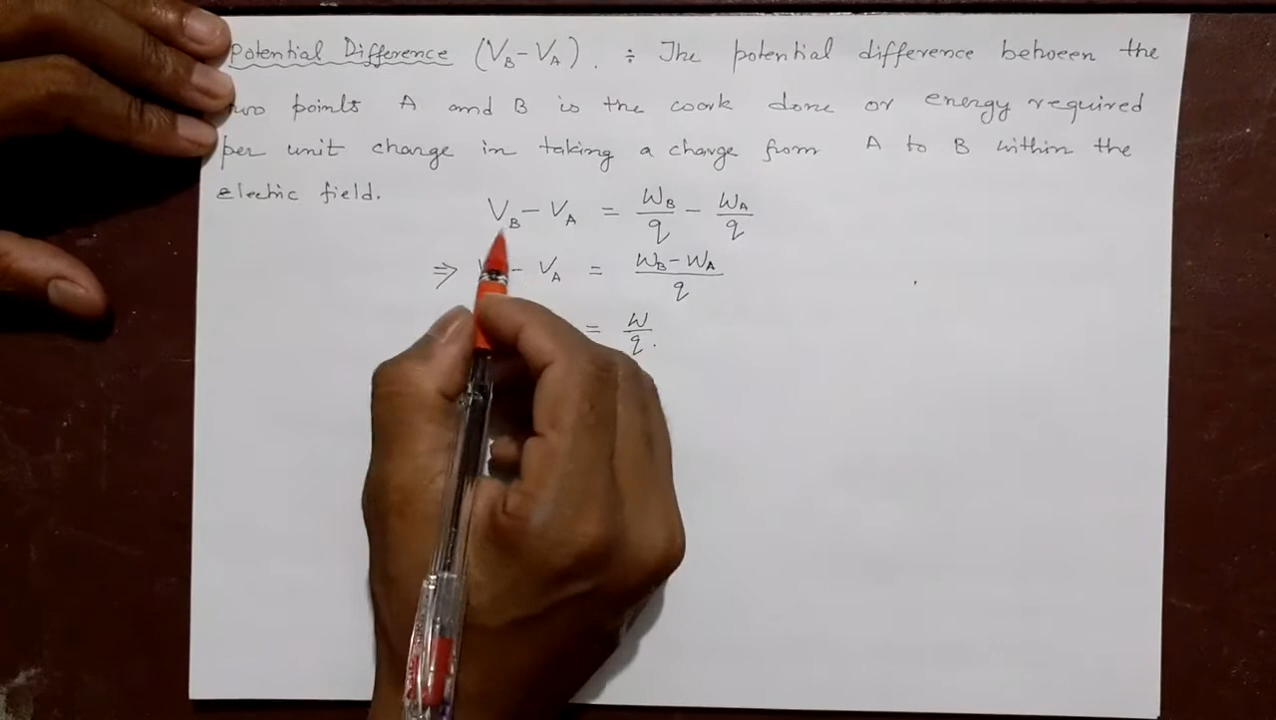 Potential Difference (V_B - V_A). ÷ The potential difference between the
two points A and B is the work done or energy required
per unit charge in taking a charge from A to B within the
electric field.
V_B - V_A = W_B/q - W_A/q
⇒ V - V_A = (W_B - W_A)/q
= W/q.